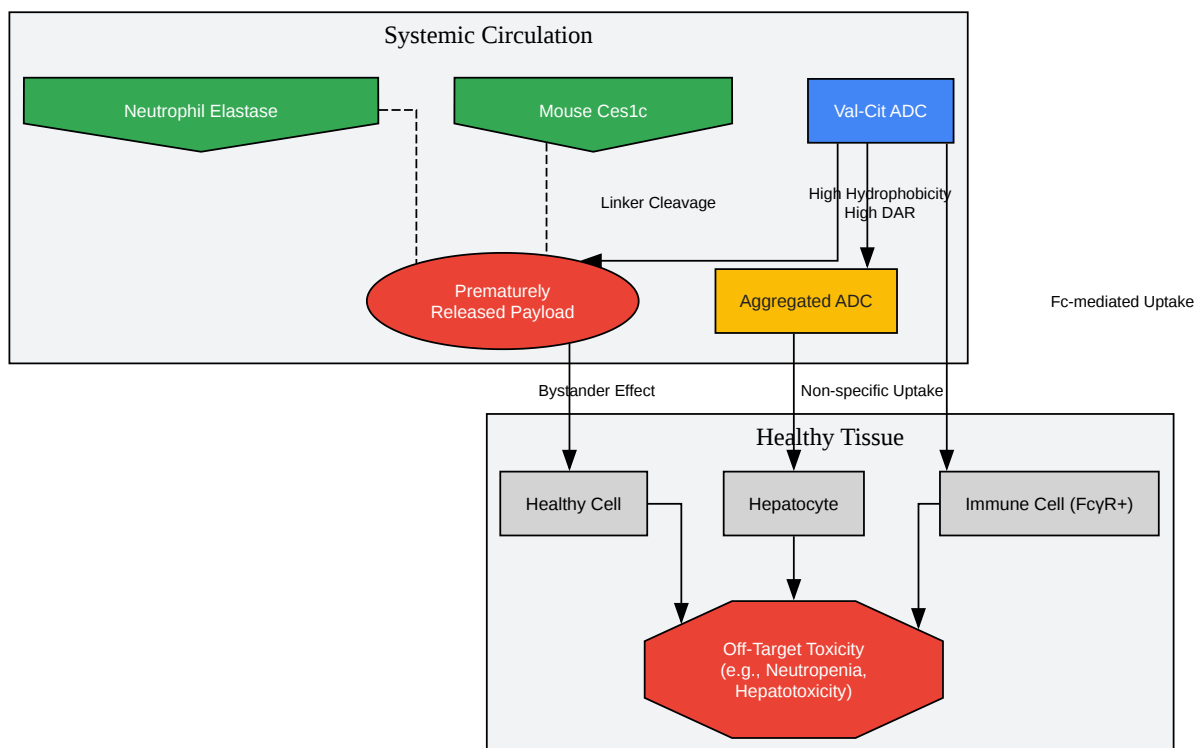 Systemic Circulation
Neutrophil Elastase
Mouse Ces1c
Val-Cit ADC
Linker Cleavage
High Hydrophobicity
High DAR
Prematurely
Released Payload
Aggregated ADC
Fc-mediated Uptake
Bystander Effect
Non-specific Uptake
Healthy Tissue
Healthy Cell
Hepatocyte
Immune Cell (FcγR+)
Off-Target Toxicity
(e.g., Neutropenia,
Hepatotoxicity)